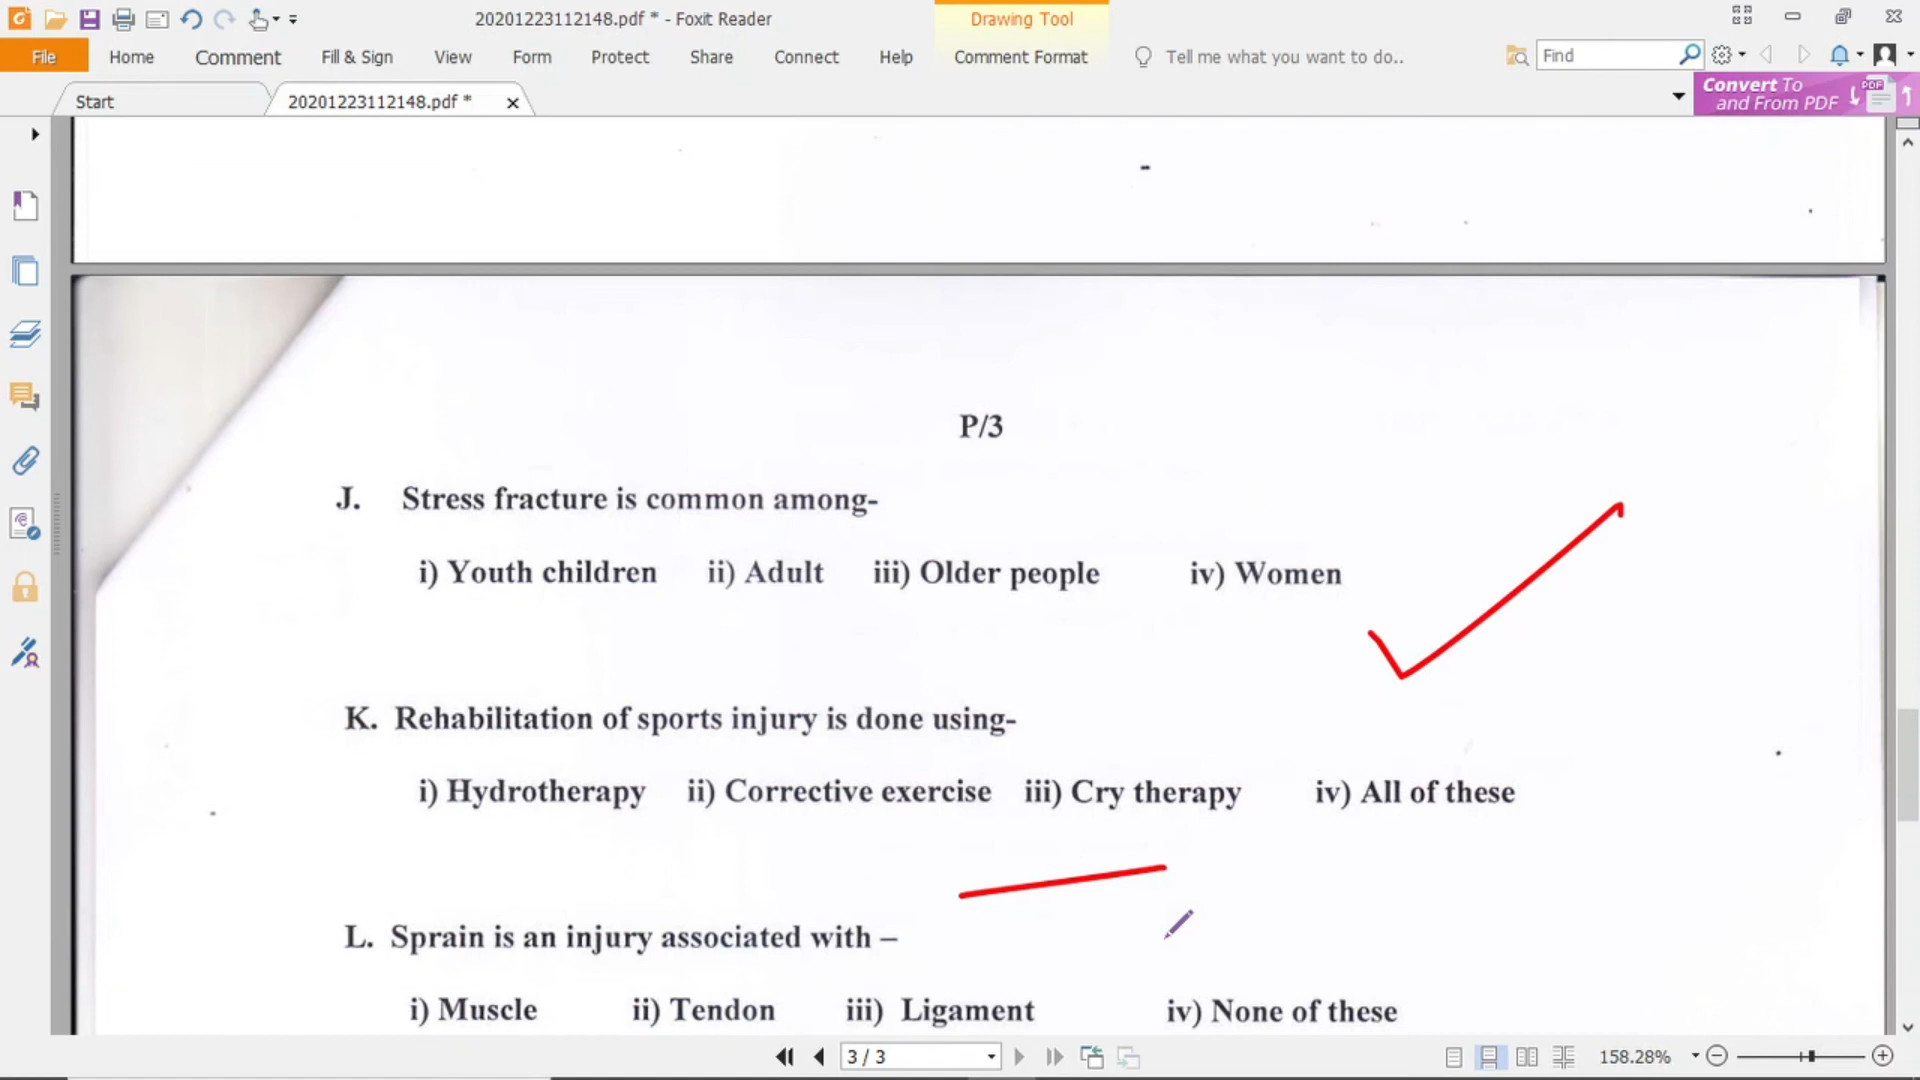 20201223112148.pdf * - Foxit Reader
Drawing Tool
File
Home
Comment
Fill & Sign
View
Form
Protect
Share
Connect
Help
Comment Format
Tell me what you want to do..
Find
Start
20201223112148.pdf *
Convert To
and From PDF
PDF
P/3
J. Stress fracture is common among-
i) Youth children ii) Adult iii) Older people iv) Women
K. Rehabilitation of sports injury is done using-
i) Hydrotherapy ii) Corrective exercise iii) Cry therapy iv) All of these
L. Sprain is an injury associated with –
i) Muscle ii) Tendon iii) Ligament iv) None of these
3 / 3
158.28%